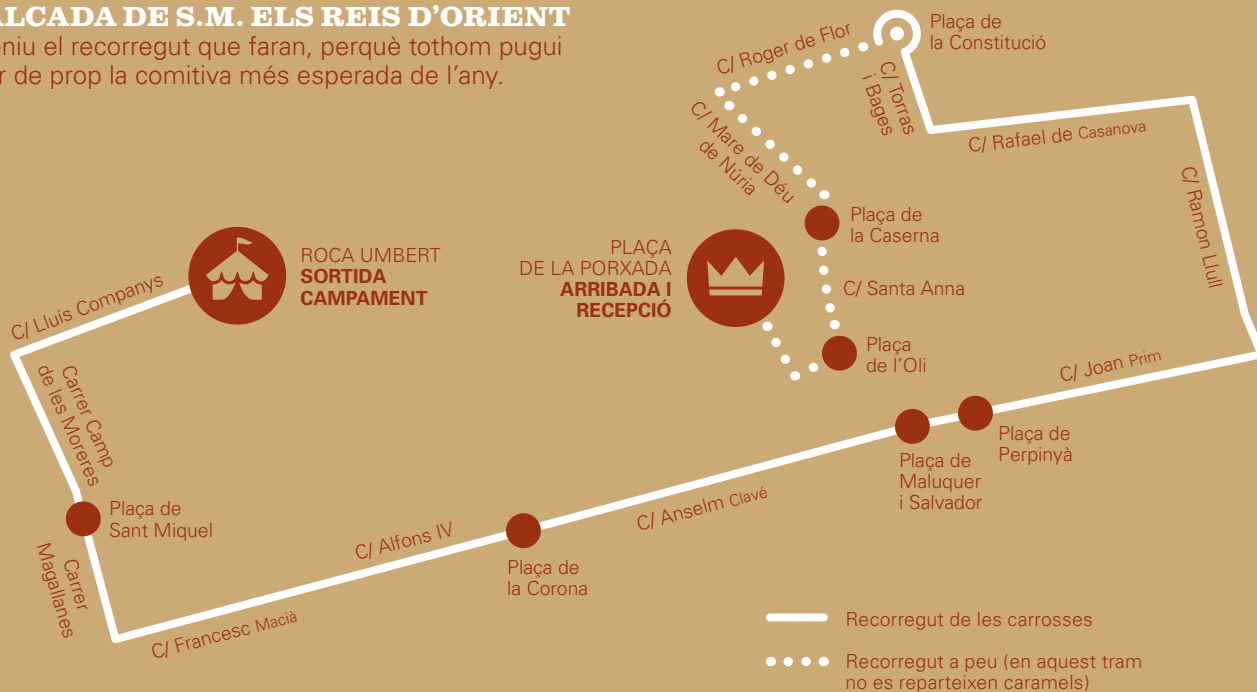 ALCADA DE S.M. ELS REIS D'ORIENT
eniu el recorregut que faran, perquè tothom pugui
r de prop la comitiva més esperada de l'any.
Plaça de
la Constitució
C/ Roger de Flor
C/ Torras
i Bages
C/ Rafael de Casanova
C/ Mare de Déu
de Núria
C/ Ramon Llull
Plaça de
la Caserna
ROCA UMBERT
SORTIDA
CAMPAMENT
PLAÇA
DE LA PORXADA
ARRIBADA I
RECEPCIÓ
C/ Santa Anna
C/ Lluís Companys
Plaça
de l'Oli
C/ Joan Prim
Carrer Camp
de les Moreres
Plaça de
Perpinyà
Plaça de
Maluquer
i Salvador
C/ Anselm Clavé
Plaça de
Sant Miquel
C/ Alfons IV
Plaça de
la Corona
Carrer
Magallanes
C/ Francesc Macià
Recorregut de les carrosses
Recorregut a peu (en aquest tram
no es reparteixen caramels)